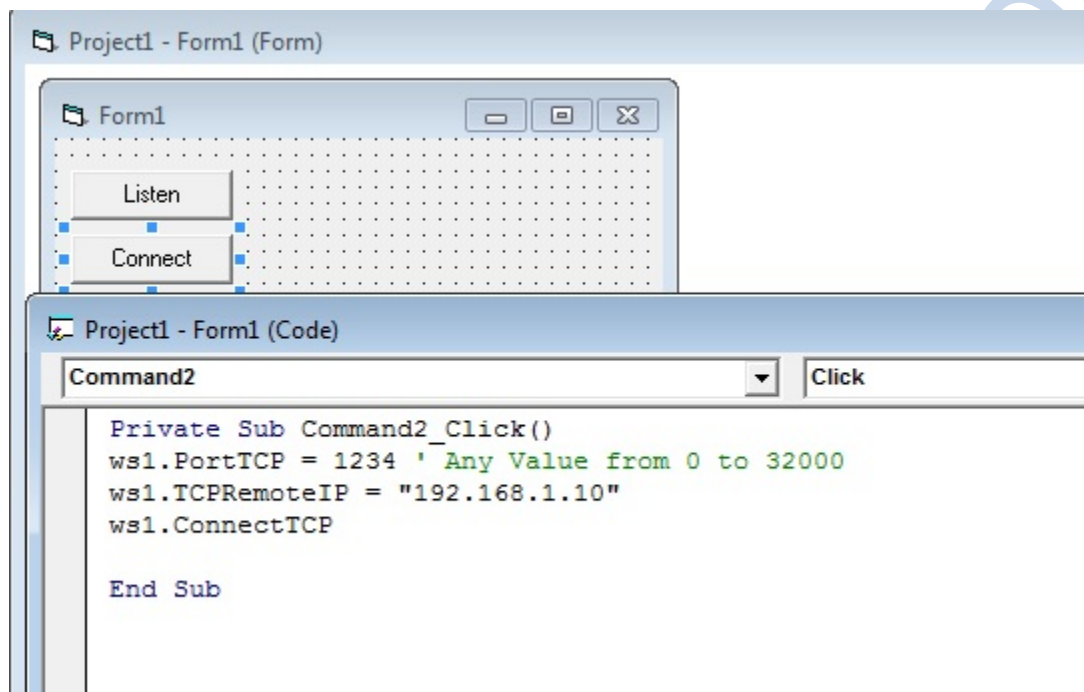 Project1 - Form1 (Form)
Form1
Listen
Connect
Project1 - Form1 (Code)
Command2 Click
Private Sub Command2_Click()
ws1.PortTCP = 1234 ' Any Value from 0 to 32000
ws1.TCPRemoteIP = "192.168.1.10"
ws1.ConnectTCP
End Sub